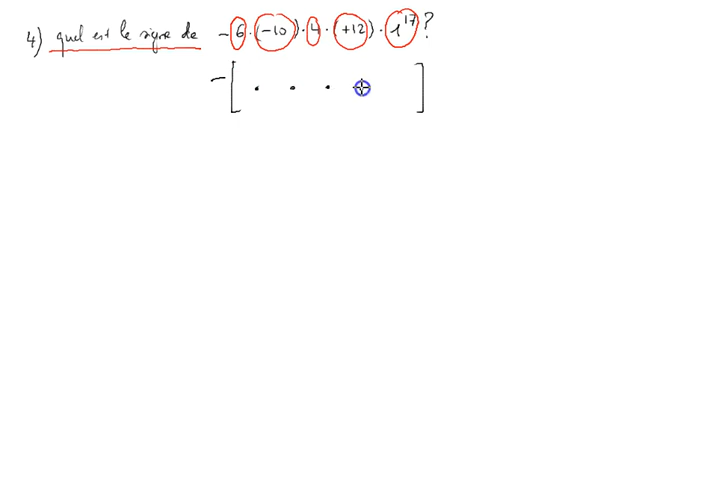 4) quel est le signe de - 6 · (-10) · 4 · (+12) · 1^17 ?
- [ · · · · ]